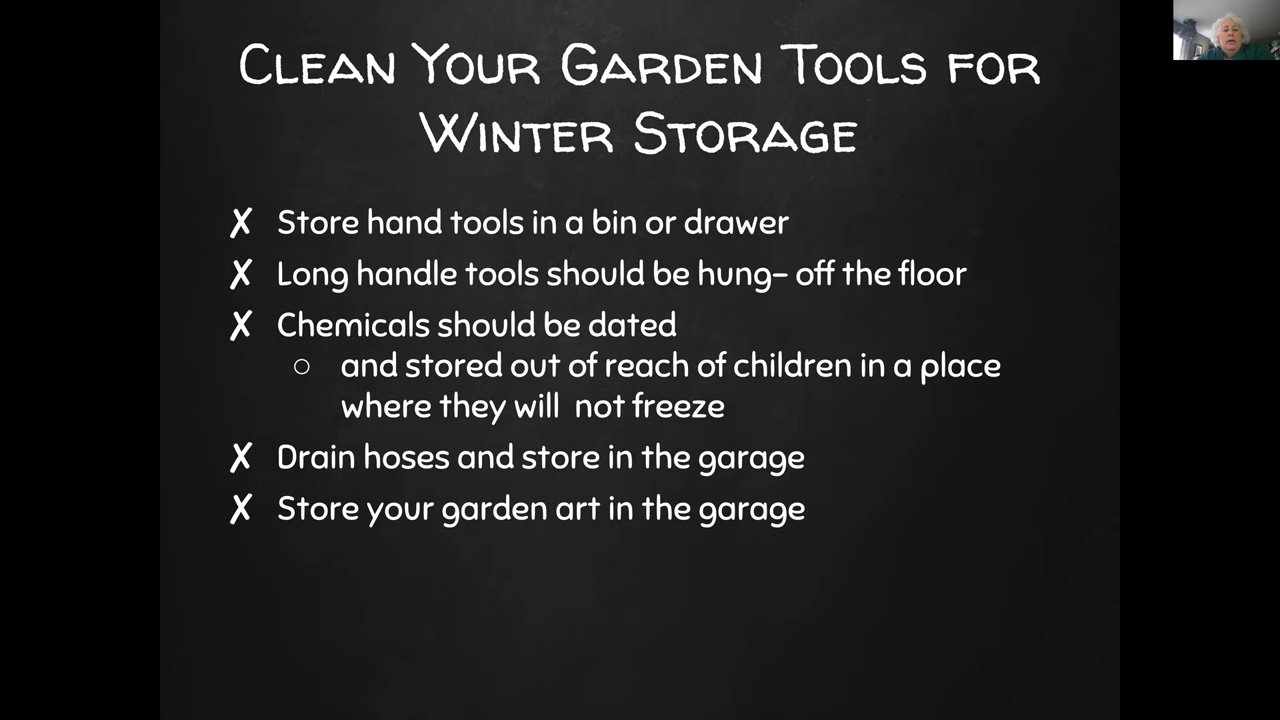 Clean Your Garden Tools for
Winter Storage
✗ Store hand tools in a bin or drawer
✗ Long handle tools should be hung- off the floor
✗ Chemicals should be dated
○ and stored out of reach of children in a place
where they will not freeze
✗ Drain hoses and store in the garage
✗ Store your garden art in the garage